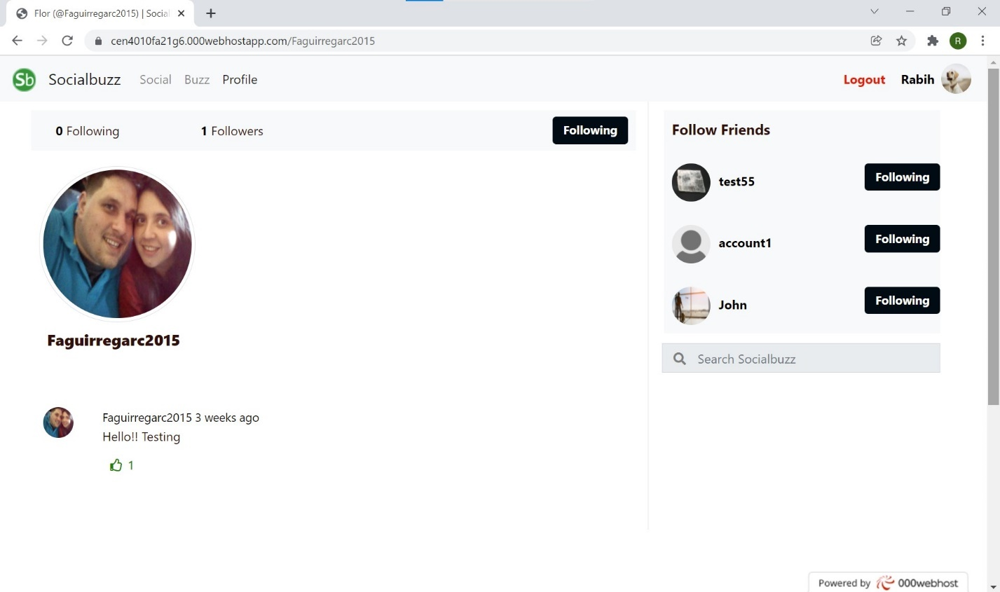 Flor (@Faguirregarc2015) | Social
cen4010fa21g6.000webhostapp.com/Faguirregarc2015
R
Sb Socialbuzz Social Buzz Profile Logout Rabih
0 Following 1 Followers Following
Faguirregarc2015
Faguirregarc2015 3 weeks ago
Hello!! Testing
1
Follow Friends
test55 Following
account1 Following
John Following
Search Socialbuzz
Powered by 000webhost